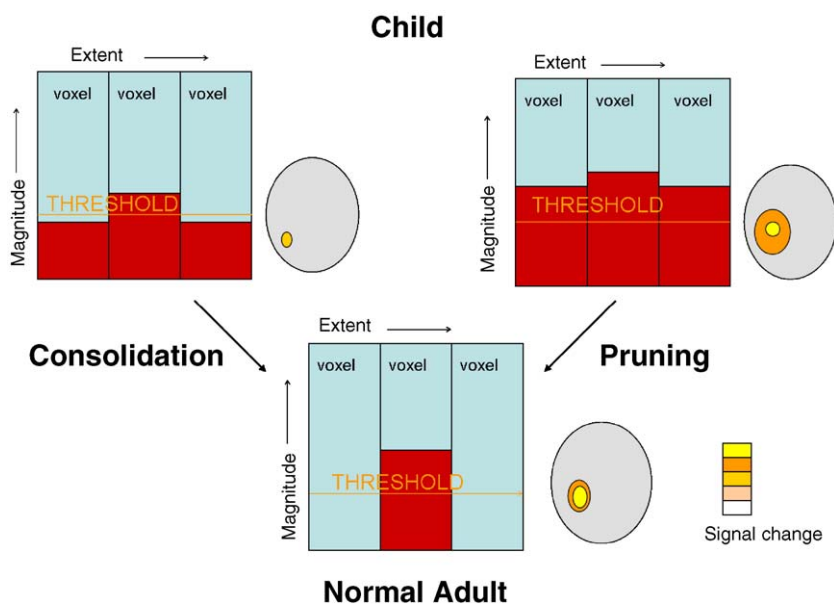 Child
Extent
voxel voxel voxel
Magnitude
THRESHOLD
Extent
voxel voxel voxel
Magnitude
THRESHOLD
Consolidation
Pruning
Extent
voxel voxel voxel
Magnitude
THRESHOLD
Signal change
Normal Adult